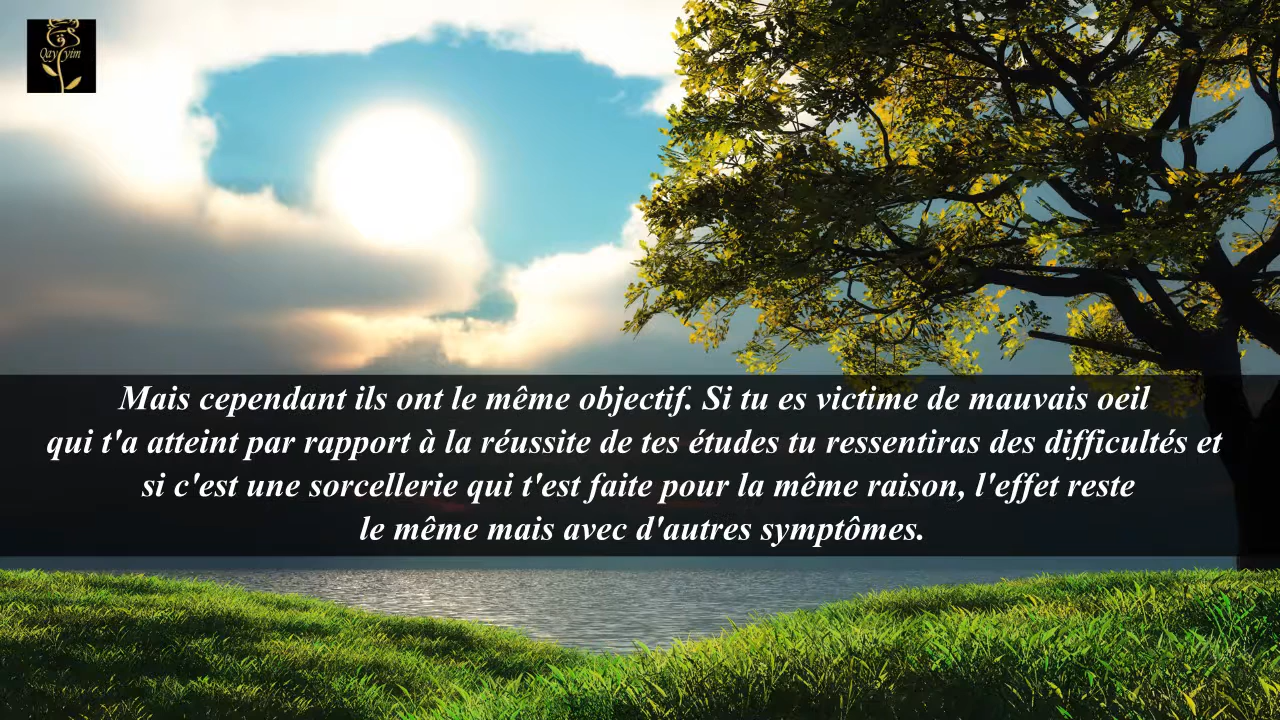 Qayyim
Mais cependant ils ont le même objectif. Si tu es victime de mauvais oeil
qui t'a atteint par rapport à la réussite de tes études tu ressentiras des difficultés et
si c'est une sorcellerie qui t'est faite pour la même raison, l'effet reste
le même mais avec d'autres symptômes.